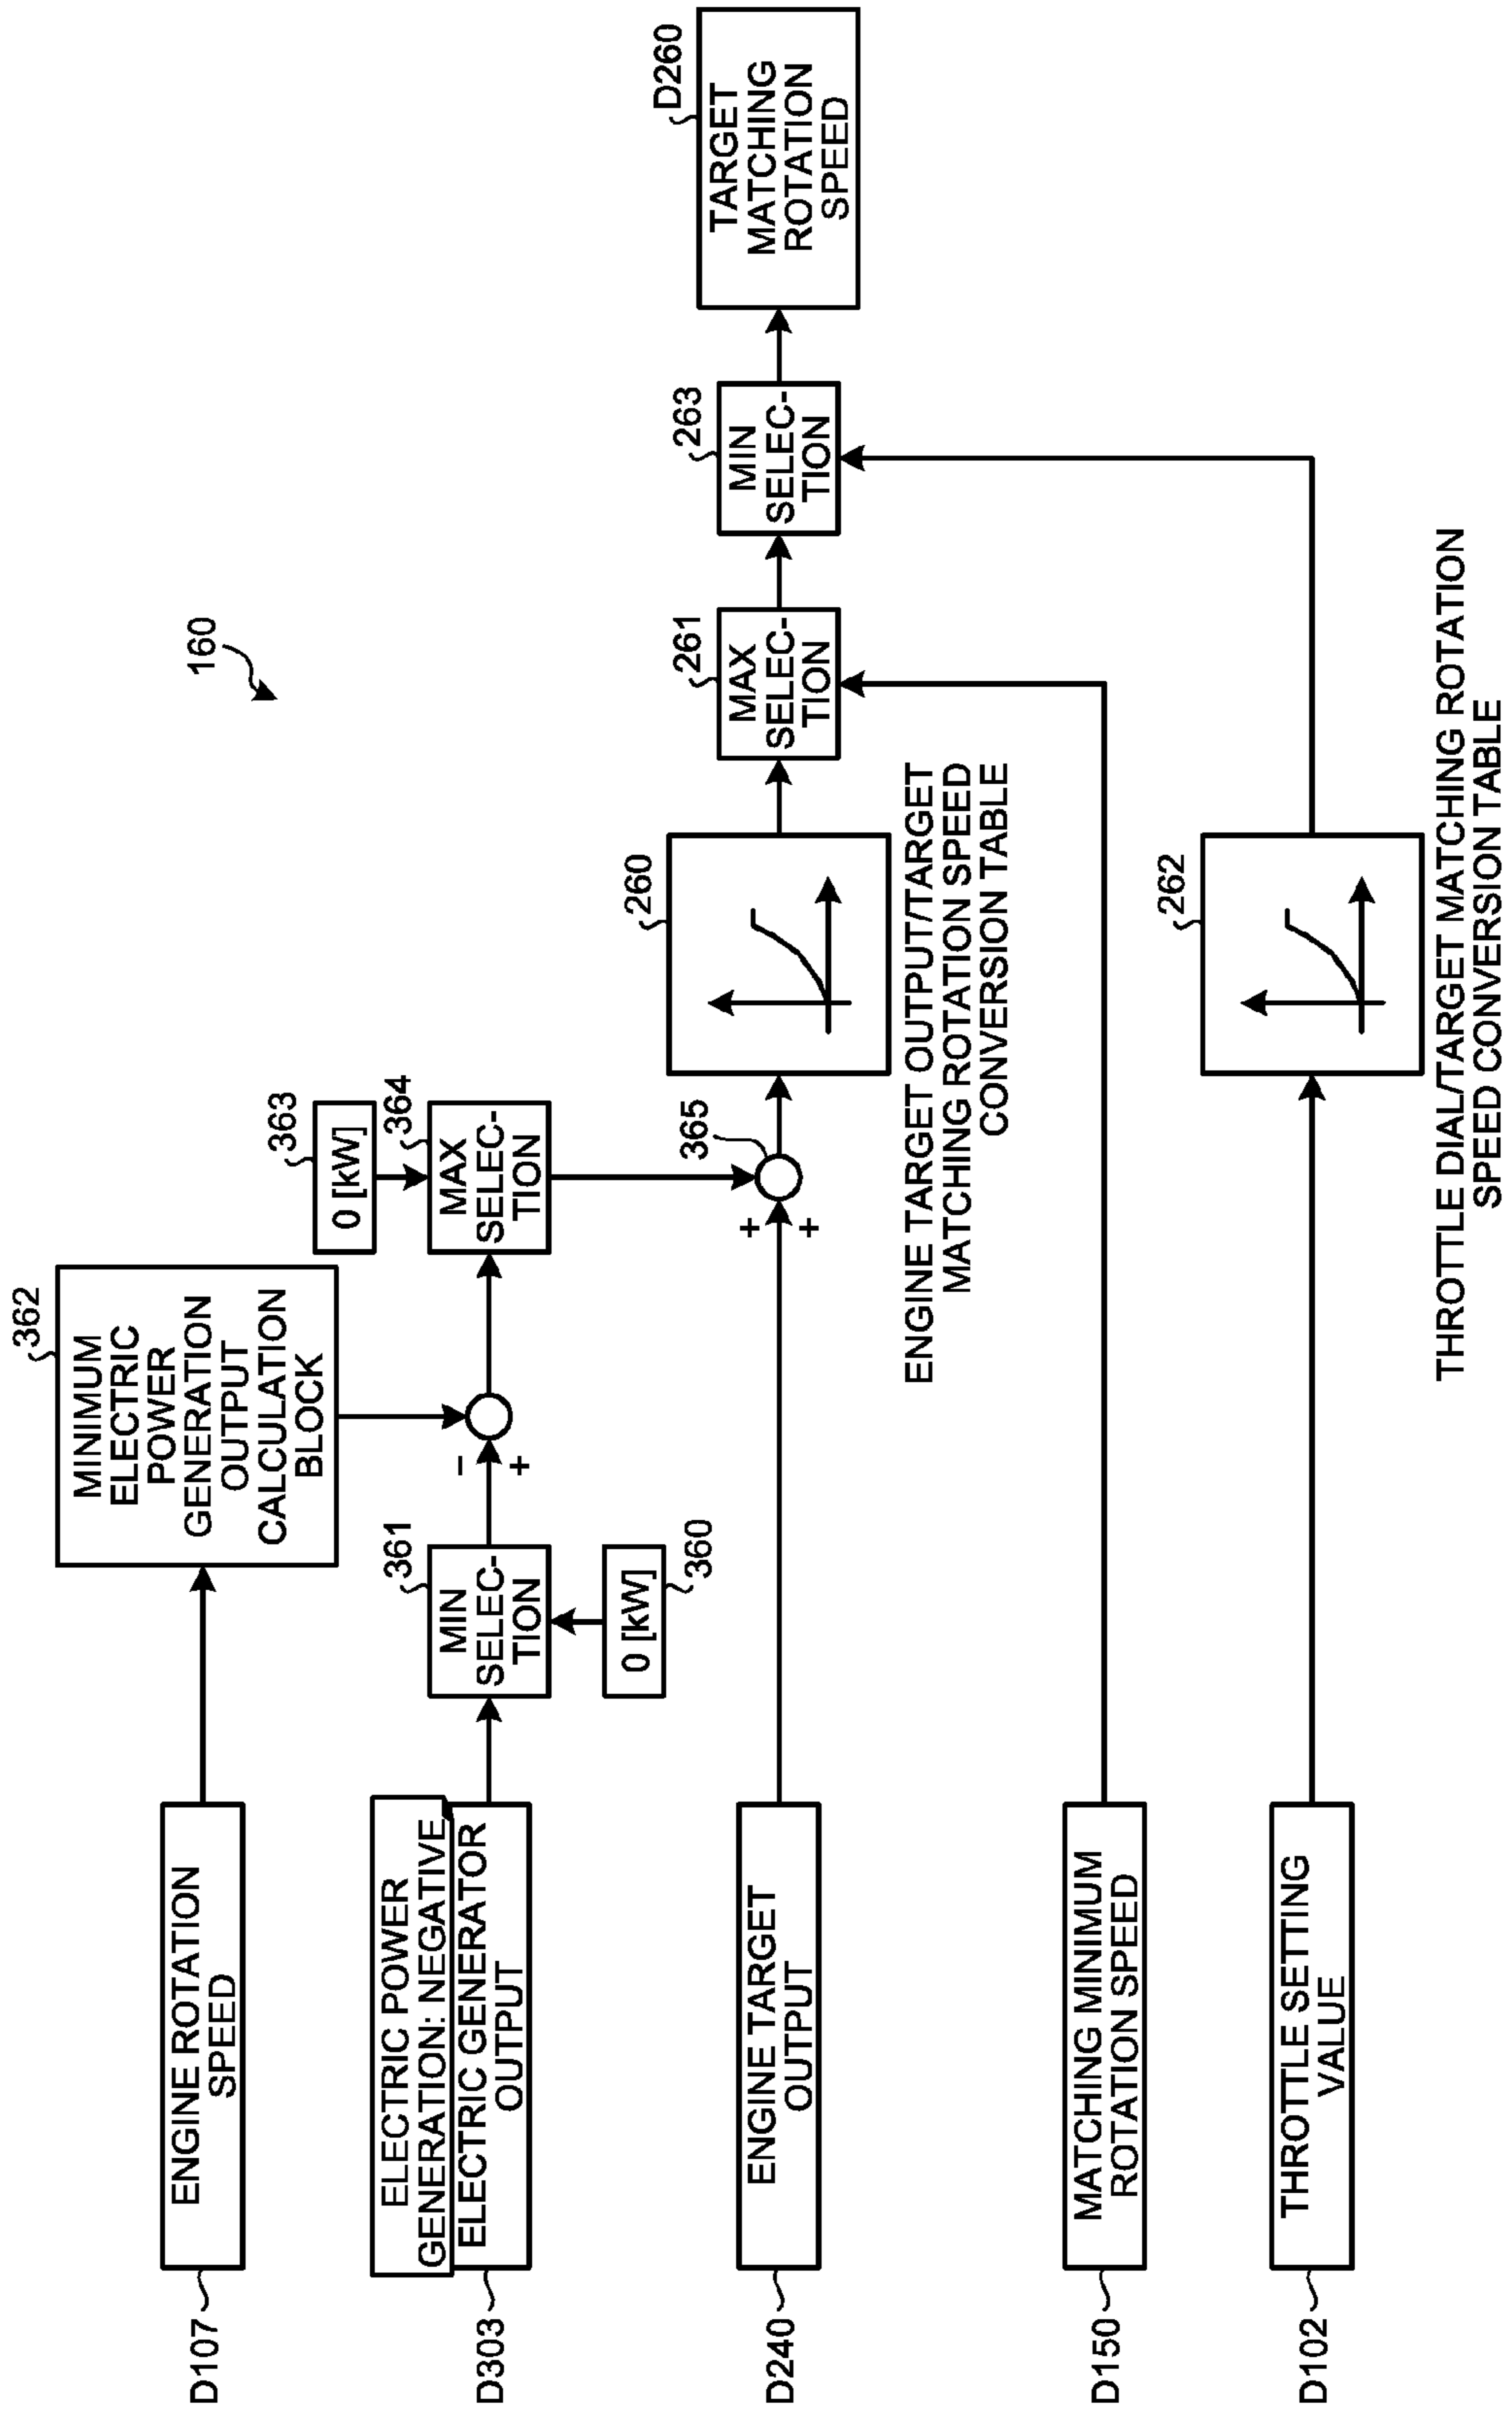 160
D107
ENGINE ROTATION
SPEED
362
MINIMUM
ELECTRIC
POWER
GENERATION
OUTPUT
CALCULATION
BLOCK
363
0 [kW]
D303
ELECTRIC POWER
GENERATION: NEGATIVE
ELECTRIC GENERATOR
OUTPUT
361
MIN
SELEC-
TION
−
+
364
MAX
SELEC-
TION
360
0 [kW]
D240
ENGINE TARGET
OUTPUT
+
+
365
260
ENGINE TARGET OUTPUT/TARGET
MATCHING ROTATION SPEED
CONVERSION TABLE
261
MAX
SELEC-
TION
263
MIN
SELEC-
TION
D260
TARGET
MATCHING
ROTATION
SPEED
D150
MATCHING MINIMUM
ROTATION SPEED
D102
THROTTLE SETTING
VALUE
262
THROTTLE DIAL/TARGET MATCHING ROTATION
SPEED CONVERSION TABLE